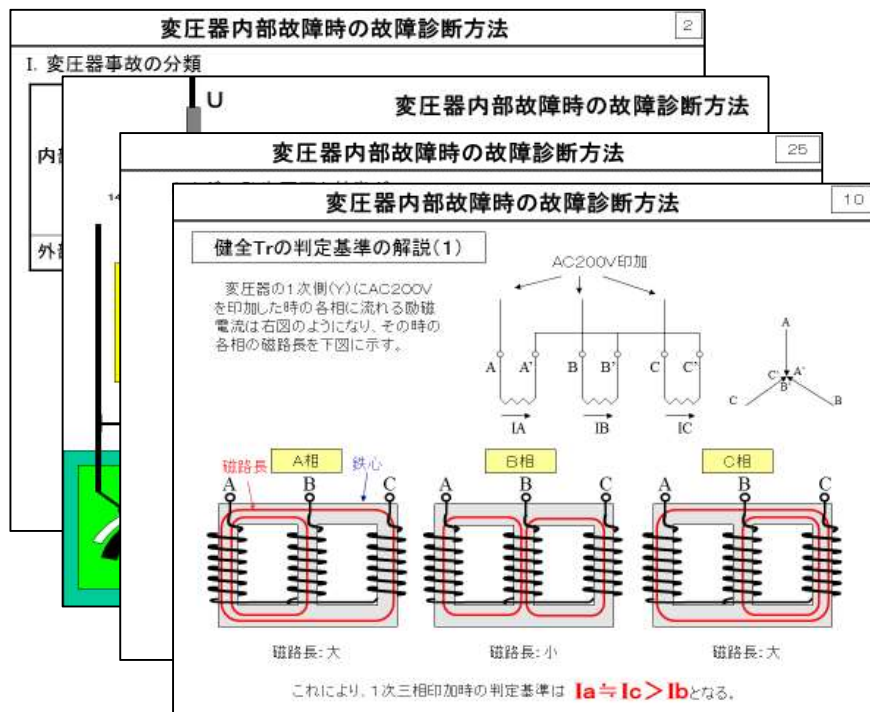 変圧器内部故障時の故障診断方法
2
I. 変圧器事故の分類
内部
外部
U
変圧器内部故障時の故障診断方法
14
変圧器内部故障時の故障診断方法
25
変圧器内部故障時の故障診断方法
10
健全Trの判定基準の解説(1)
変圧器の1次側(Y)にAC200V
を印加した時の各相に流れる励磁
電流は右図のようになり、その時の
各相の磁路長を下図に示す。
AC200V印加
A A' B B' C C'
IA IB IC
A
C' A'
B'
C B
磁路長 A相 鉄心 B相 C相
A B C A B C A B C
磁路長:大 磁路長:小 磁路長:大
これにより、1次三相印加時の判定基準は Ia≒Ic>Ibとなる。